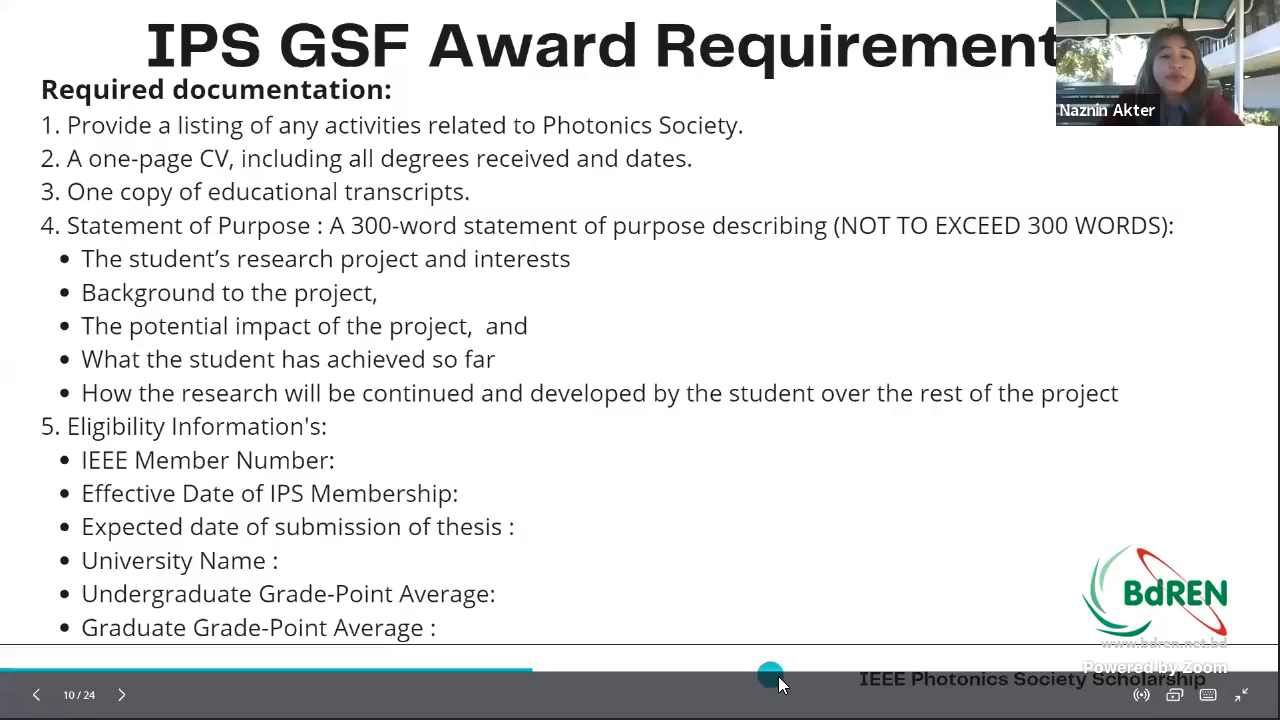 IPS GSF Award Requirement
Naznin Akter
Required documentation:
1. Provide a listing of any activities related to Photonics Society.
2. A one-page CV, including all degrees received and dates.
3. One copy of educational transcripts.
4. Statement of Purpose : A 300-word statement of purpose describing (NOT TO EXCEED 300 WORDS):
• The student’s research project and interests
• Background to the project,
• The potential impact of the project,  and
• What the student has achieved so far
• How the research will be continued and developed by the student over the rest of the project
5. Eligibility Information's:
• IEEE Member Number:
• Effective Date of IPS Membership:
• Expected date of submission of thesis :
• University Name :
• Undergraduate Grade-Point Average:
• Graduate Grade-Point Average :
BdREN
www.bdren.net.bd
Powered by Zoom
IEEE Photonics Society Scholarship
10 / 24